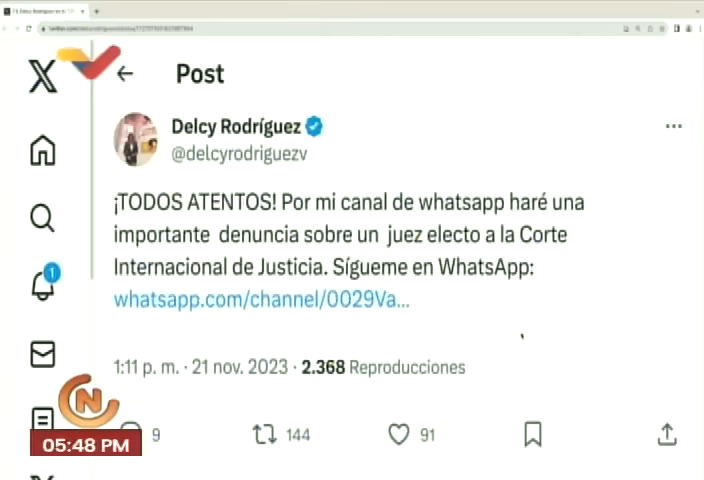 Post
Delcy Rodríguez
@delcyrodriguezv
¡TODOS ATENTOS! Por mi canal de whatsapp haré una
importante denuncia sobre un juez electo a la Corte
Internacional de Justicia. Sígueme en WhatsApp:
whatsapp.com/channel/0029Va...
1:11 p. m. · 21 nov. 2023 · 2.368 Reproducciones
9 144 91
1
N
05:48 PM